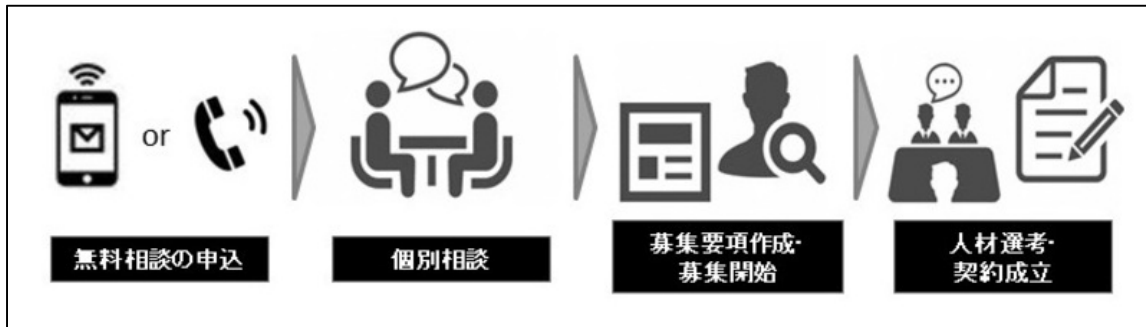 or
無料相談の申込
個別相談
募集要項作成・
募集開始
人材選考・
契約成立